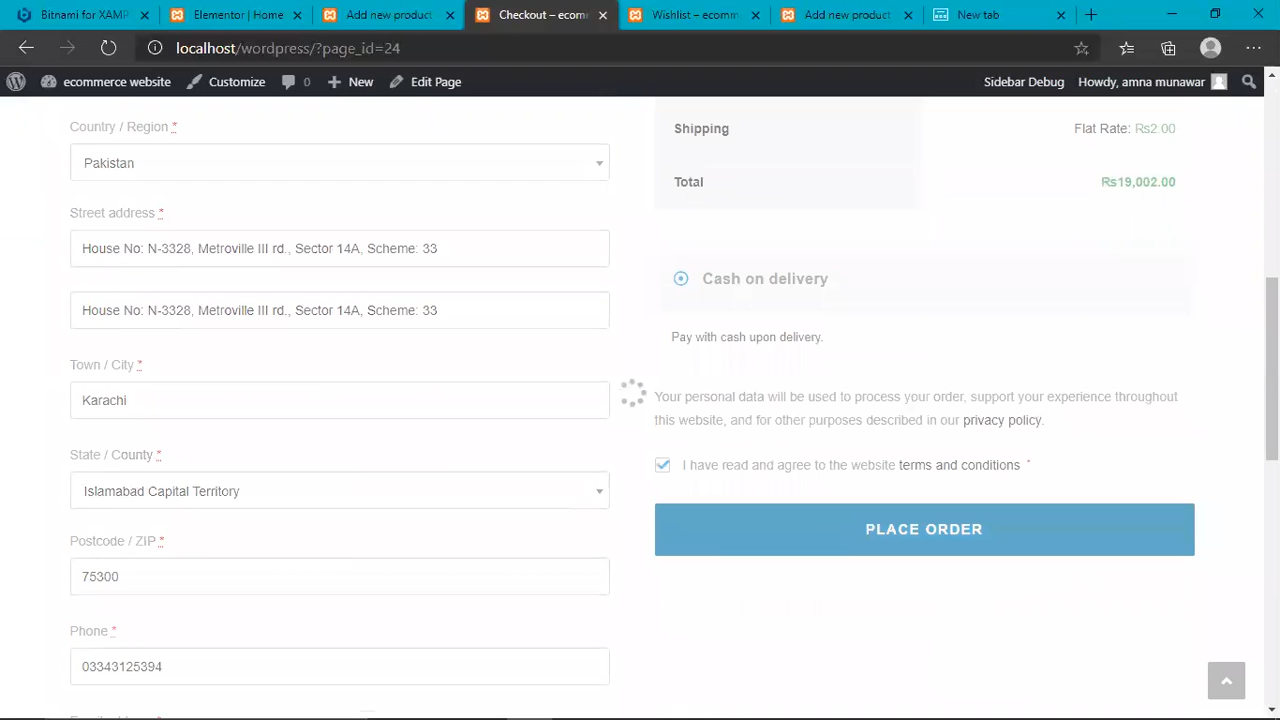 Bitnami for XAMP
Elementor | Home
Add new product
Checkout – ecom
Wishlist – ecomm
Add new product
New tab
localhost/wordpress/?page_id=24
ecommerce website
Customize
0
New
Edit Page
Sidebar Debug
Howdy, amna munawar
Country / Region *
Pakistan
Street address *
House No: N-3328, Metroville III rd., Sector 14A, Scheme: 33
House No: N-3328, Metroville III rd., Sector 14A, Scheme: 33
Town / City *
Karachi
State / County *
Islamabad Capital Territory
Postcode / ZIP *
75300
Phone *
03343125394
Shipping
Flat Rate: Rs2.00
Total
Rs19,002.00
Cash on delivery
Pay with cash upon delivery.
Your personal data will be used to process your order, support your experience throughout
this website, and for other purposes described in our privacy policy.
I have read and agree to the website terms and conditions *
PLACE ORDER